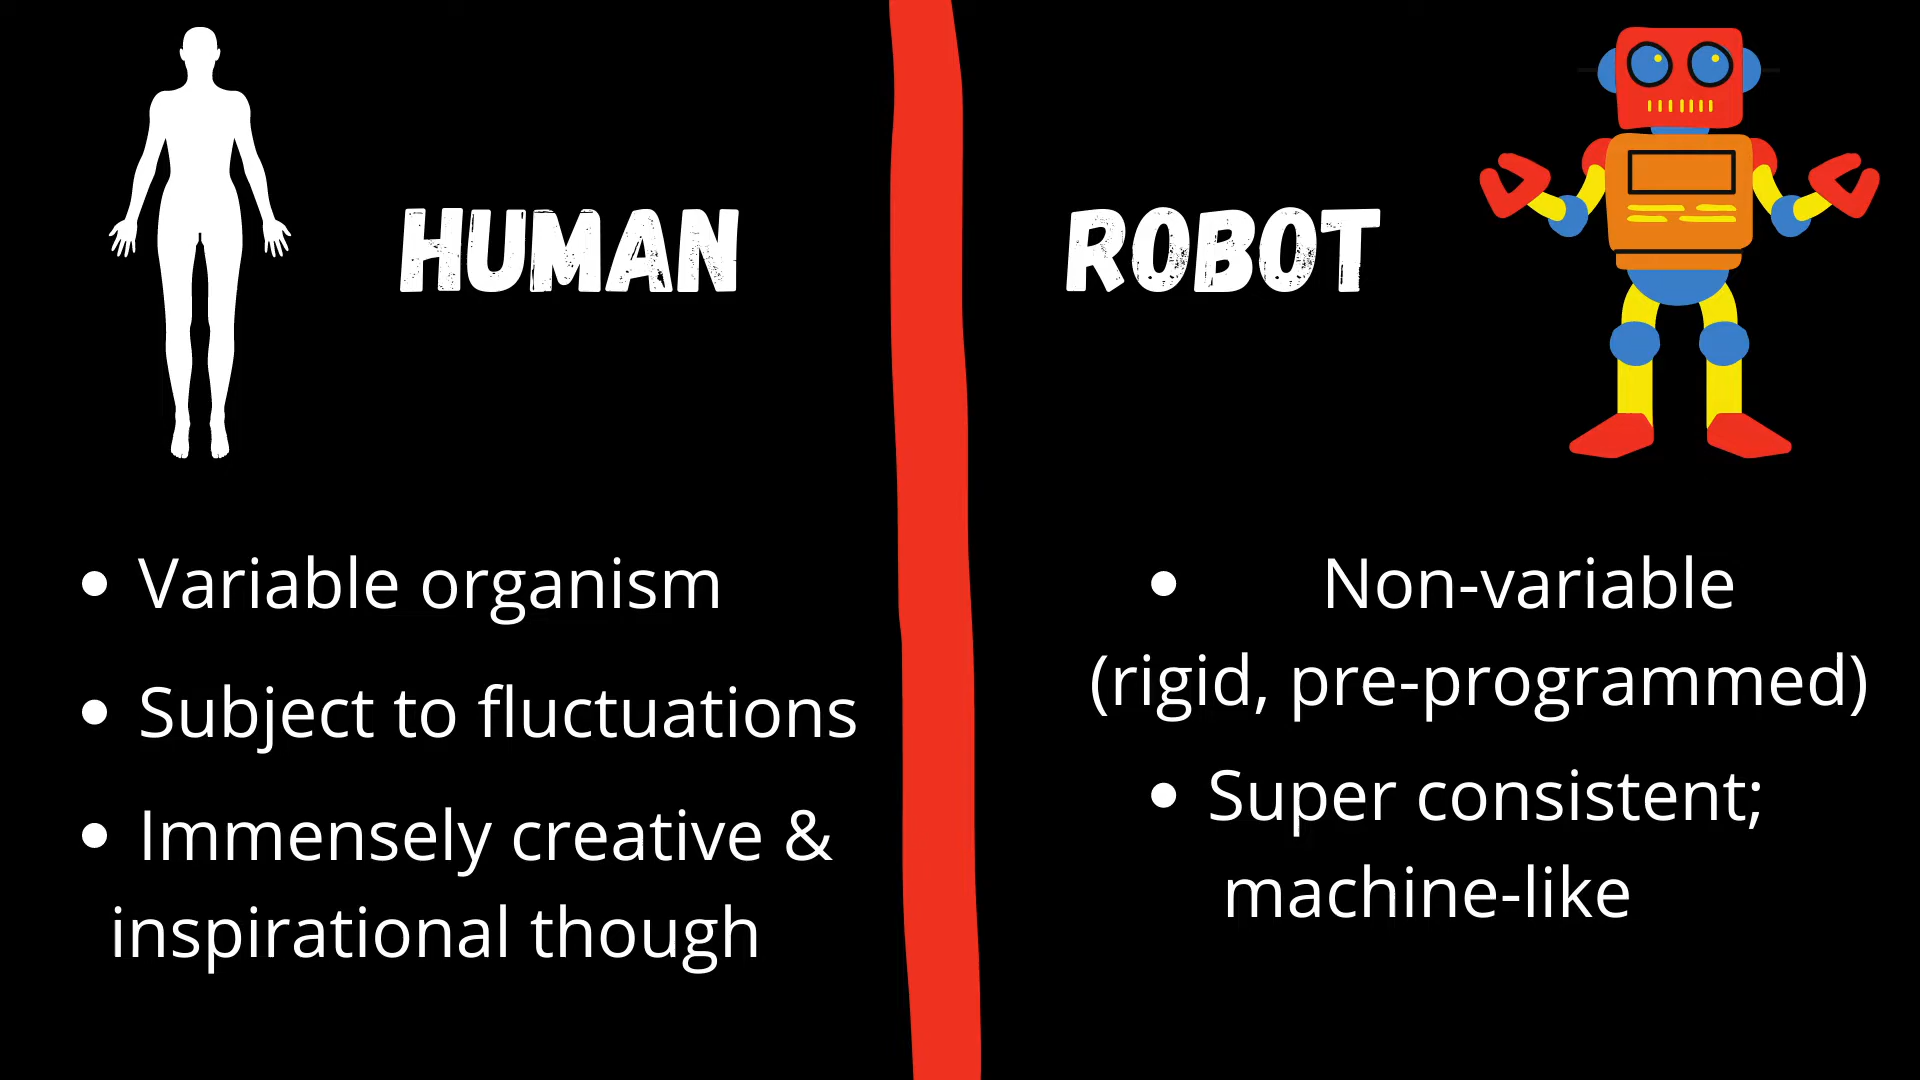 HUMAN
• Variable organism
• Subject to fluctuations
• Immensely creative &
inspirational though
ROBOT
• Non-variable
(rigid, pre-programmed)
• Super consistent;
machine-like